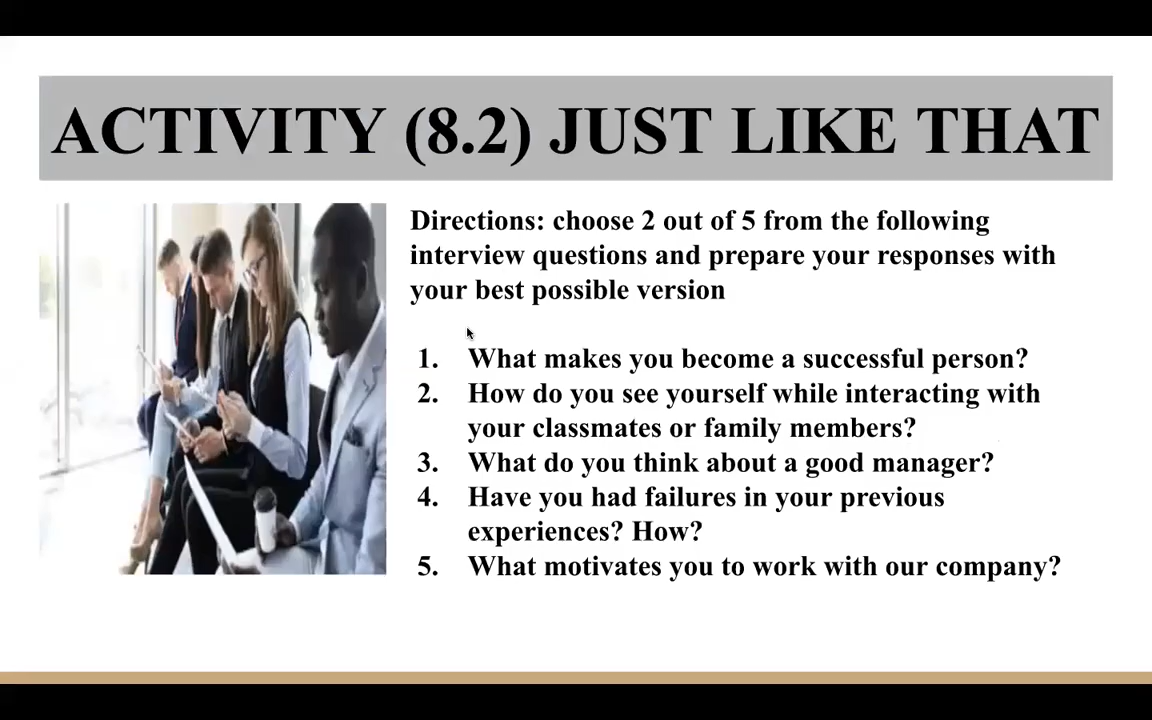 ACTIVITY (8.2) JUST LIKE THAT
Directions: choose 2 out of 5 from the following
interview questions and prepare your responses with
your best possible version
1. What makes you become a successful person?
2. How do you see yourself while interacting with
your classmates or family members?
3. What do you think about a good manager?
4. Have you had failures in your previous
experiences? How?
5. What motivates you to work with our company?